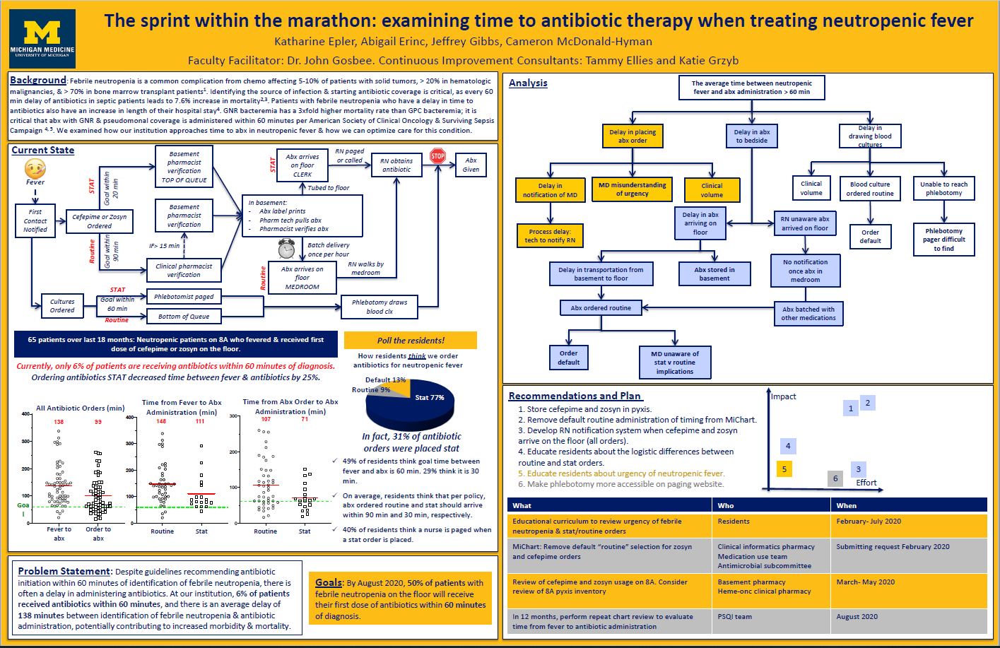 The sprint within the marathon: examining time to antibiotic therapy when treating neutropenic fever
Katharine Epler, Abigail Erinc, Jeffrey Gibbs, Cameron McDonald-Hyman
Faculty Facilitator: Dr. John Gosbee. Continuous Improvement Consultants: Tammy Ellies and Katie Grzyb
M
MICHIGAN MEDICINE
UNIVERSITY OF MICHIGAN
Background: Febrile neutropenia is a common complication from chemo affecting 5-10% of patients with solid tumors, > 20% in hematologic
malignancies, & > 70% in bone marrow transplant patients1. Identifying the source of infection & starting antibiotic coverage is critical, as every 60
min delay of antibiotics in septic patients leads to 7.6% increase in mortality2,3. Patients with febrile neutropenia who have a delay in time to
antibiotics also have an increase in length of their hospital stay4. GNR bacteremia has a 3xfold higher mortality rate than GPC bacteremia; it is
critical that abx with GNR & pseudomonal coverage is administered within 60 minutes per American Society of Clinical Oncology & Surviving Sepsis
Campaign 4, 5. We examined how our institution approaches time to abx in neutropenic fever & how we can optimize care for this condition.
Current State
Fever
First
Contact
Notified
Cefepime or Zosyn
Ordered
STAT
Goal within
20 min
Routine
Goal within
90 min
Basement
pharmacist
verification
TOP OF QUEUE
Basement
pharmacist
verification
IF> 15 min
Clinical pharmacist
verification
In basement:
- Abx label prints
- Pharm tech pulls abx
- Pharmacist verifies abx
STAT
Abx arrives
on floor
CLERK
Tubed to floor
RN paged
or called
RN obtains
antibiotic
STOP
Abx
Given
Batch delivery
once per hour
Routine
Abx arrives on
floor
MEDROOM
RN walks by
medroom
Cultures
Ordered
STAT
Goal within
60 min
Routine
Phlebotomist paged
Bottom of Queue
Phlebotomy draws
blood clx
65 patients over last 18 months: Neutropenic patients on 8A who fevered & received first
dose of cefepime or zosyn on the floor.
Currently, only 6% of patients are receiving antibiotics within 60 minutes of diagnosis.
Ordering antibiotics STAT decreased time between fever & antibiotics by 25%.
All Antibiotic Orders (min)
138
99
400
300
200
100
0
Goa
l
Fever to
abx
Order to
abx
Time from Fever to Abx
Administration (min)
148
111
400
300
200
100
0
Routine
Stat
Time from Abx Order to Abx
Administration (min)
107
71
300
200
100
0
Routine
Stat
Poll the residents!
How residents think we order
antibiotics for neutropenic fever
Default 13%
Routine 9%
Stat 77%
In fact, 31% of antibiotic
orders were placed stat
✓ 49% of residents think goal time between
fever and abx is 60 min. 29% think it is 30
min.
✓ On average, residents think that per policy,
abx ordered routine and stat should arrive
within 90 min and 30 min, respectively.
✓ 40% of residents think a nurse is paged when
a stat order is placed.
Problem Statement: Despite guidelines recommending antibiotic
initiation within 60 minutes of identification of febrile neutropenia, there is
often a delay in administering antibiotics. At our institution, 6% of patients
received antibiotics within 60 minutes, and there is an average delay of
138 minutes between identification of febrile neutropenia & antibiotic
administration, potentially contributing to increased morbidity & mortality.
Goals: By August 2020, 50% of patients with
febrile neutropenia on the floor will receive
their first dose of antibiotics within 60 minutes
of diagnosis.
Analysis
The average time between neutropenic
fever and abx administration > 60 min
Delay in placing
abx order
Delay in abx
to bedside
Delay in
drawing blood
cultures
Delay in
notification of MD
MD misunderstanding
of urgency
Clinical
volume
Clinical
volume
Blood culture
ordered routine
Unable to reach
phlebotomy
Process delay:
tech to notify RN
Delay in abx
arriving on
floor
RN unaware abx
arrived on floor
Order
default
Phlebotomy
pager difficult
to find
Delay in transportation from
basement to floor
Abx stored in
basement
No notification
once abx in
medroom
Abx ordered routine
Abx batched with
other medications
Order
default
MD unaware of
stat v routine
implications
Recommendations and Plan
1. Store cefepime and zosyn in pyxis.
2. Remove default routine administration of timing from MiChart.
3. Develop RN notification system when cefepime and zosyn
arrive on the floor (all orders).
4. Educate residents about the logistic differences between
routine and stat orders.
5. Educate residents about urgency of neutropenic fever.
6. Make phlebotomy more accessible on paging website.
Impact
1
2
4
5
6
3
Effort
What Who When
Educational curriculum to review urgency of febrile
neutropenia & stat/routine orders
Residents
February- July 2020
MiChart: Remove default “routine” selection for zosyn
and cefepime orders
Clinical informatics pharmacy
Medication use team
Antimicrobial subcommittee
Submitting request February 2020
Review of cefepime and zosyn usage on 8A. Consider
review of 8A pyxis inventory
Basement pharmacy
Heme-onc clinical pharmacy
March- May 2020
In 12 months, perform repeat chart review to evaluate
time from fever to antibiotic administration
PSQI team
August 2020